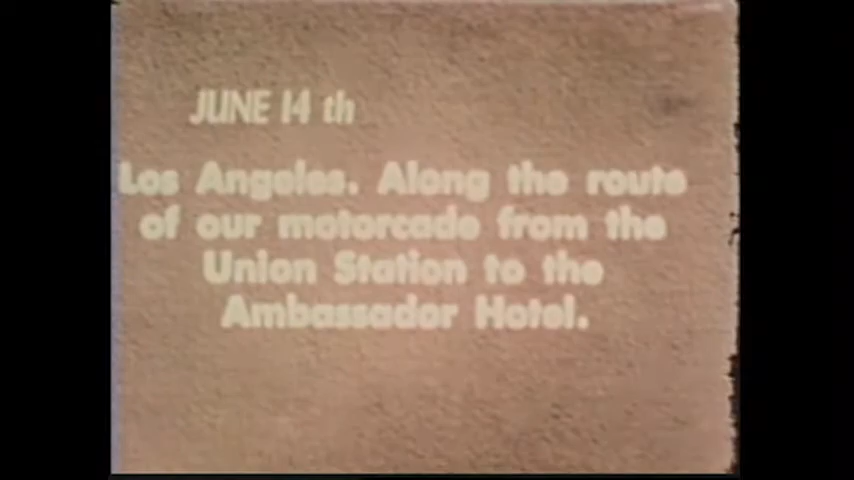 JUNE 14 th
Los Angeles. Along the route
of our motorcade from the
Union Station to the
Ambassador Hotel.